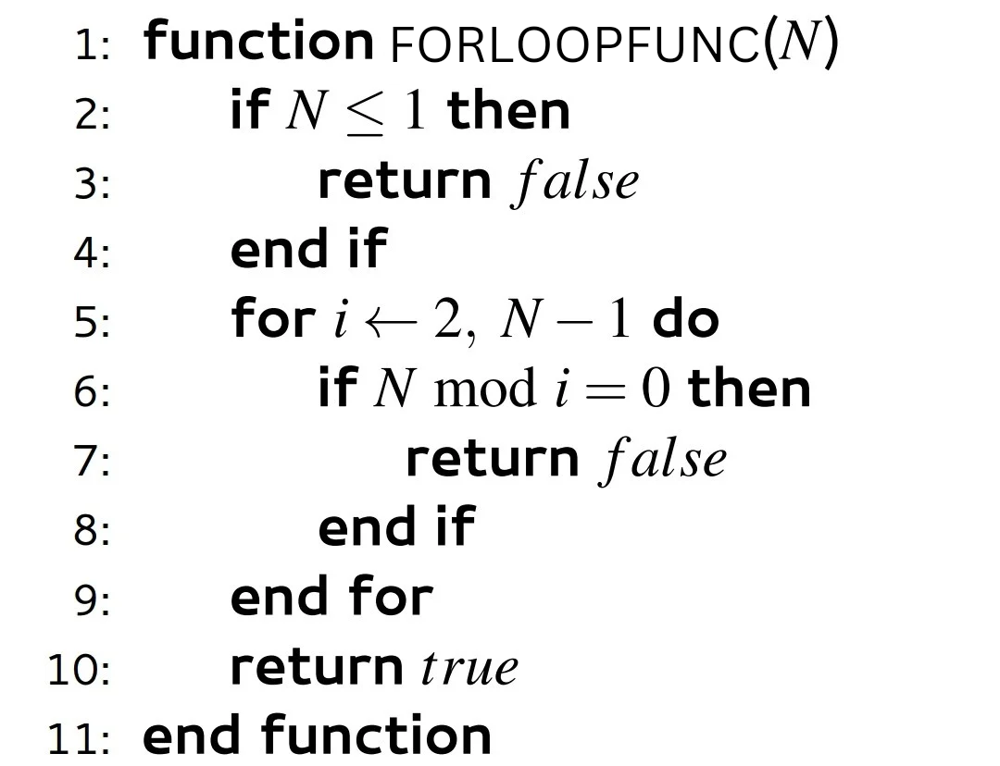 1: function FORLOOPFUNC(N)
2: if N ≤ 1 then
3: return false
4: end if
5: for i ← 2, N − 1 do
6: if N mod i = 0 then
7: return false
8: end if
9: end for
10: return true
11: end function